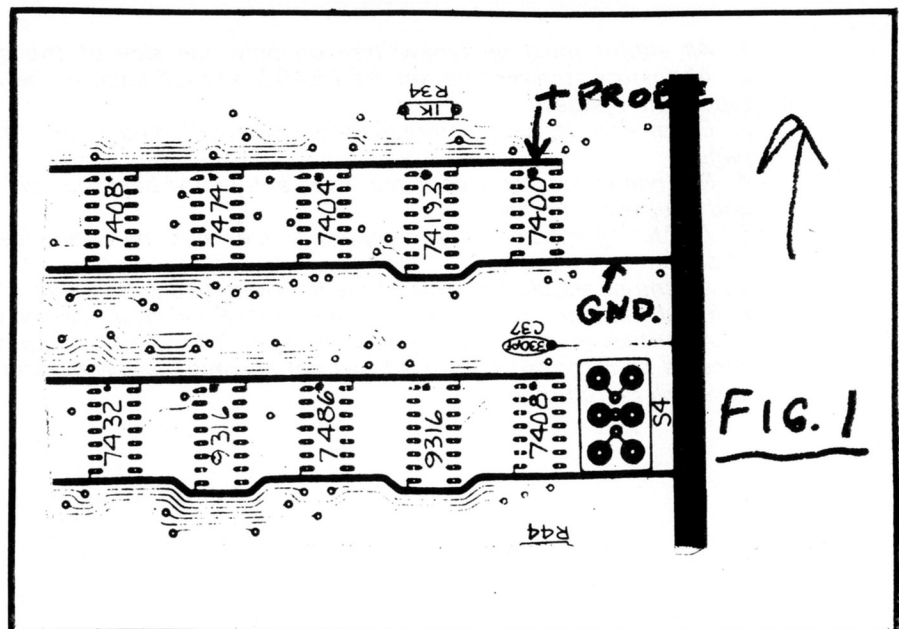 R34
1K
+ PROBE
7408
7474
7404
74193
7400
GND.
C37
330pf
7432
9316
7486
9316
7408
S4
FIG. 1
R44